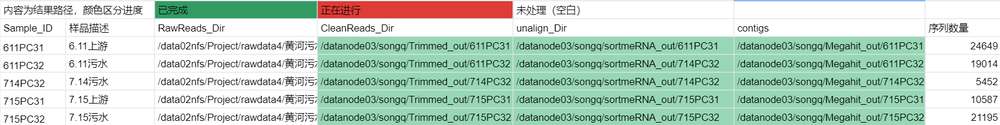 内容为结果路径，颜色区分进度 已完成 正在进行 未处理（空白）
Sample_ID 样品描述 RawReads_Dir CleanReads_Dir unalign_Dir contigs 序列数量
611PC31 6.11上游 /data02nfs/Project/rawdata4/黄河污水 /datanode03/songq/Trimmed_out/611PC31 /datanode03/songq/sortmeRNA_out/611PC31 /datanode03/songq/Megahit_out/611PC31 24649
611PC32 6.11污水 /data02nfs/Project/rawdata4/黄河污水 /datanode03/songq/Trimmed_out/611PC32 /datanode03/songq/sortmeRNA_out/714PC32 /datanode03/songq/Megahit_out/611PC32 19014
714PC32 7.14污水 /data02nfs/Project/rawdata4/黄河污水 /datanode03/songq/Trimmed_out/714PC32 /datanode03/songq/sortmeRNA_out/714PC32 /datanode03/songq/Megahit_out/714PC32 5452
715PC31 7.15上游 /data02nfs/Project/rawdata4/黄河污水 /datanode03/songq/Trimmed_out/715PC31 /datanode03/songq/sortmeRNA_out/715PC31 /datanode03/songq/Megahit_out/715PC31 10587
715PC32 7.15污水 /data02nfs/Project/rawdata4/黄河污水 /datanode03/songq/Trimmed_out/715PC32 /datanode03/songq/sortmeRNA_out/715PC32 /datanode03/songq/Megahit_out/715PC32 21195